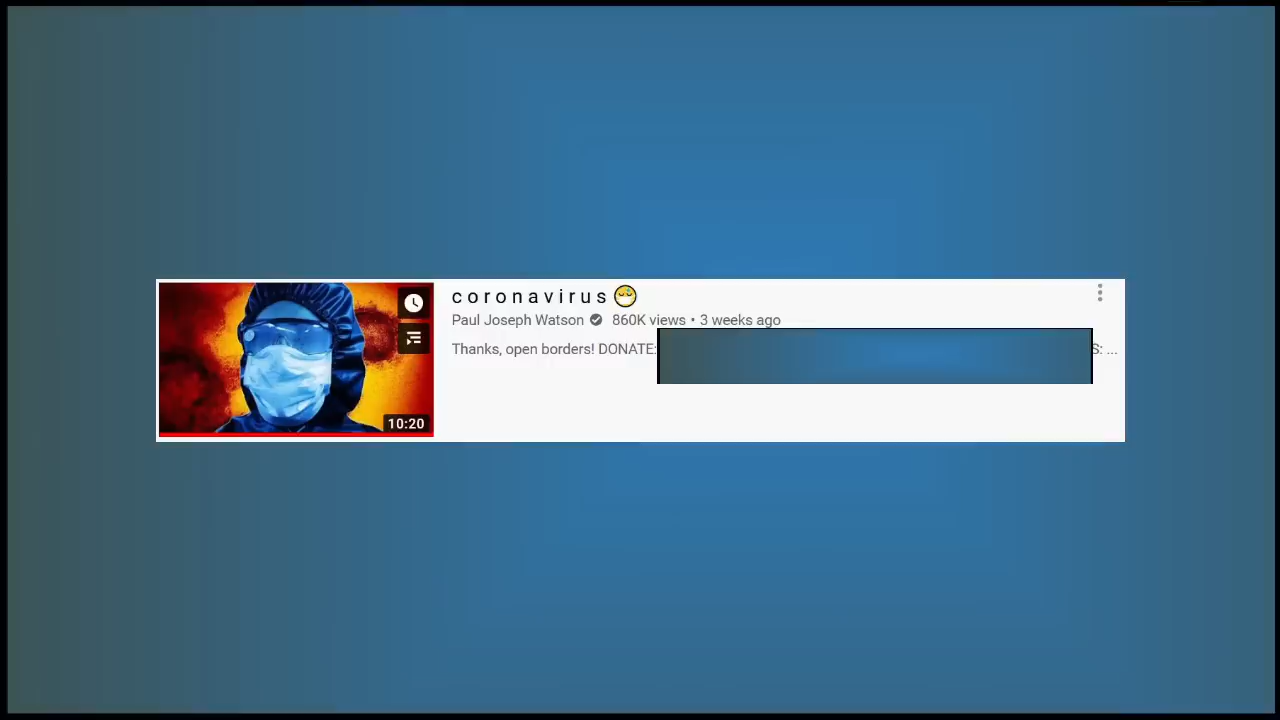 c o r o n a v i r u s 😷
Paul Joseph Watson 860K views • 3 weeks ago
Thanks, open borders! DONATE: S: ...
10:20